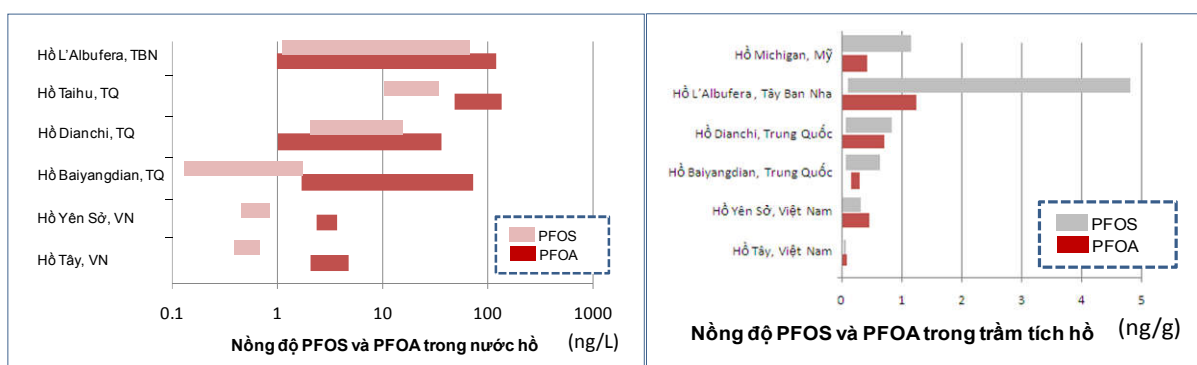 Hồ L'Albufera, TBN
Hồ Taihu, TQ
Hồ Dianchi, TQ
Hồ Baiyangdian, TQ
Hồ Yên Sở, VN
Hồ Tây, VN
PFOS
PFOA
0.1 1 10 100 1000
Nồng độ PFOS và PFOA trong nước hồ (ng/L)
Hồ Michigan, Mỹ
Hồ L'Albufera , Tây Ban Nha
Hồ Dianchi, Trung Quốc
Hồ Baiyangdian, Trung Quốc
Hồ Yên Sở, Việt Nam
Hồ Tây, Việt Nam
PFOS
PFOA
0 1 2 3 4 5
Nồng độ PFOS và PFOA trong trầm tích hồ (ng/g)